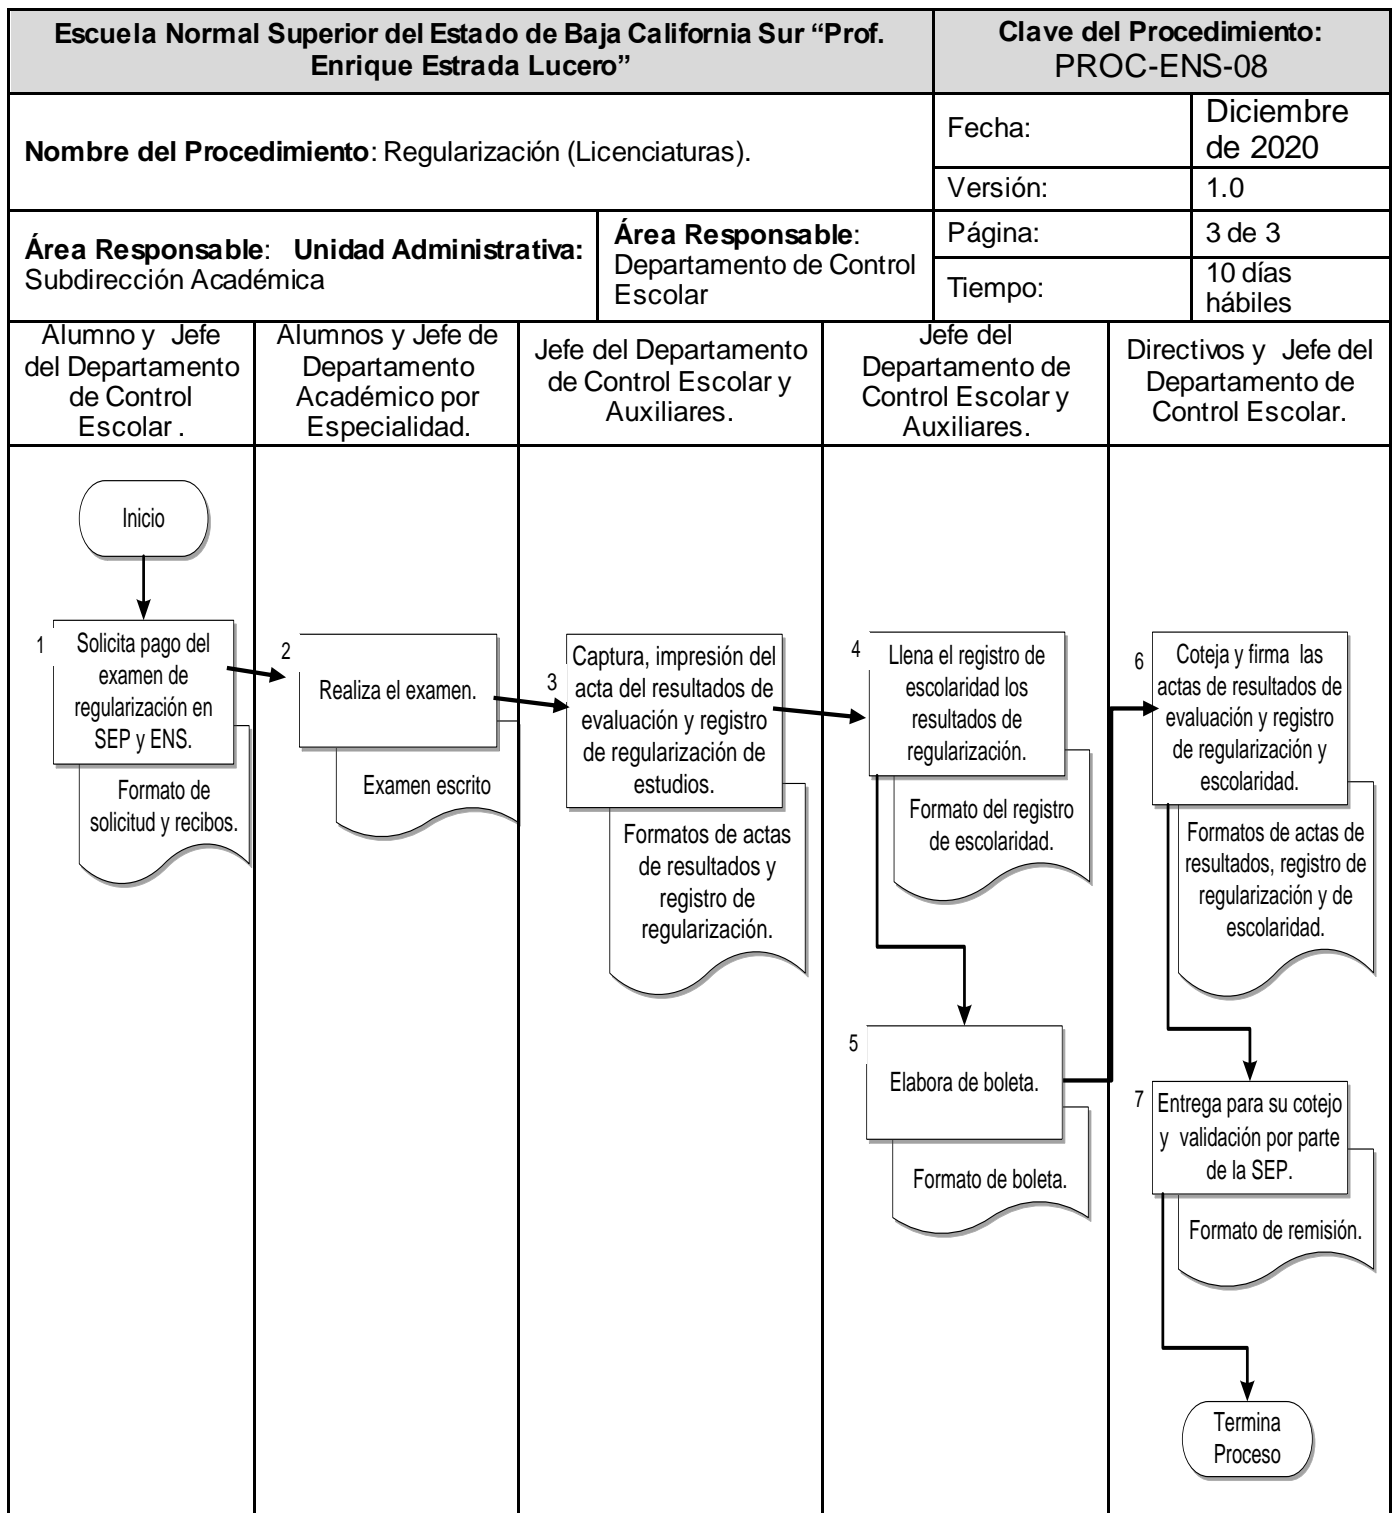 Escuela Normal Superior del Estado de Baja California Sur “Prof.
Enrique Estrada Lucero”
Clave del Procedimiento:
PROC-ENS-08
Nombre del Procedimiento: Regularización (Licenciaturas).
Fecha:
Diciembre
de 2020
Versión:
1.0
Área Responsable: Unidad Administrativa:
Subdirección Académica
Área Responsable:
Departamento de Control
Escolar
Página:
3 de 3
Tiempo:
10 días
hábiles
Alumno y Jefe
del Departamento
de Control
Escolar .
Alumnos y Jefe de
Departamento
Académico por
Especialidad.
Jefe del Departamento
de Control Escolar y
Auxiliares.
Jefe del
Departamento de
Control Escolar y
Auxiliares.
Directivos y Jefe del
Departamento de
Control Escolar.
Inicio
1
Solicita pago del
examen de
regularización en
SEP y ENS.
Formato de
solicitud y recibos.
2
Realiza el examen.
Examen escrito
3
Captura, impresión del
acta del resultados de
evaluación y registro
de regularización de
estudios.
Formatos de actas
de resultados y
registro de
regularización.
4
Llena el registro de
escolaridad los
resultados de
regularización.
Formato del registro
de escolaridad.
5
Elabora de boleta.
Formato de boleta.
6
Coteja y firma las
actas de resultados de
evaluación y registro
de regularización y
escolaridad.
Formatos de actas de
resultados, registro de
regularización y de
escolaridad.
7
Entrega para su cotejo
y validación por parte
de la SEP.
Formato de remisión.
Termina
Proceso